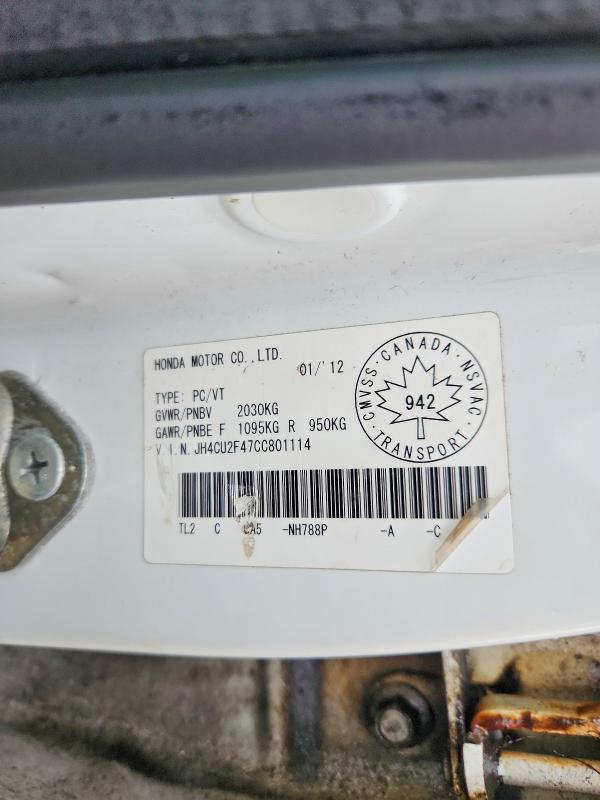 HONDA MOTOR CO.,LTD. 01/'12
TYPE: PC/VT
GVWR/PNBV 2030KG
GAWR/PNBE F 1095KG R 950KG
V.I.N. JH4CU2F47CC801114
CANADA
CMVSS NSVAC
942
TRANSPORT
TL2 C CA5 -NH788P -A -C